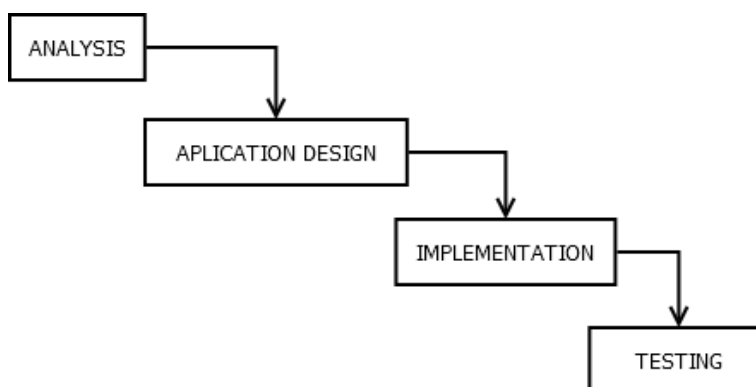 ANALYSIS
APLICATION DESIGN
IMPLEMENTATION
TESTING